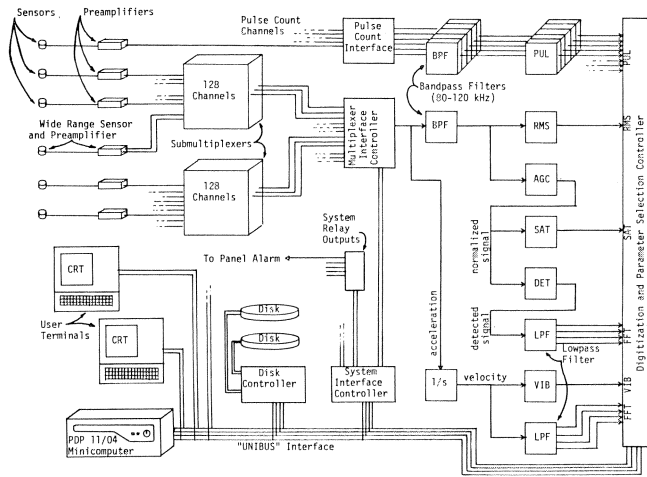 Sensors
Preamplifiers
Pulse Count
Channels
Pulse
Count
Interface
BPF
PUL
PUL
Bandpass Filters
(80-120 kHz)
128
Channels
Wide Range Sensor
and Preamplifier
Submultiplexers
Multiplexer
Interface
Controller
BPF
RMS
RMS
AGC
128
Channels
System
Relay
Outputs
normalized
signal
SAT
SAT
Digitization and Parameter Selection Controller
To Panel Alarm
CRT
DET
Disk
User
Terminals
CRT
Disk
acceleration
detected
signal
LPF
FFT
Lowpass
Filter
Disk
Controller
System
Interface
Controller
1/s
velocity
VIB
VIB
FFT
LPF
PDP 11/04
Minicomputer
"UNIBUS" Interface